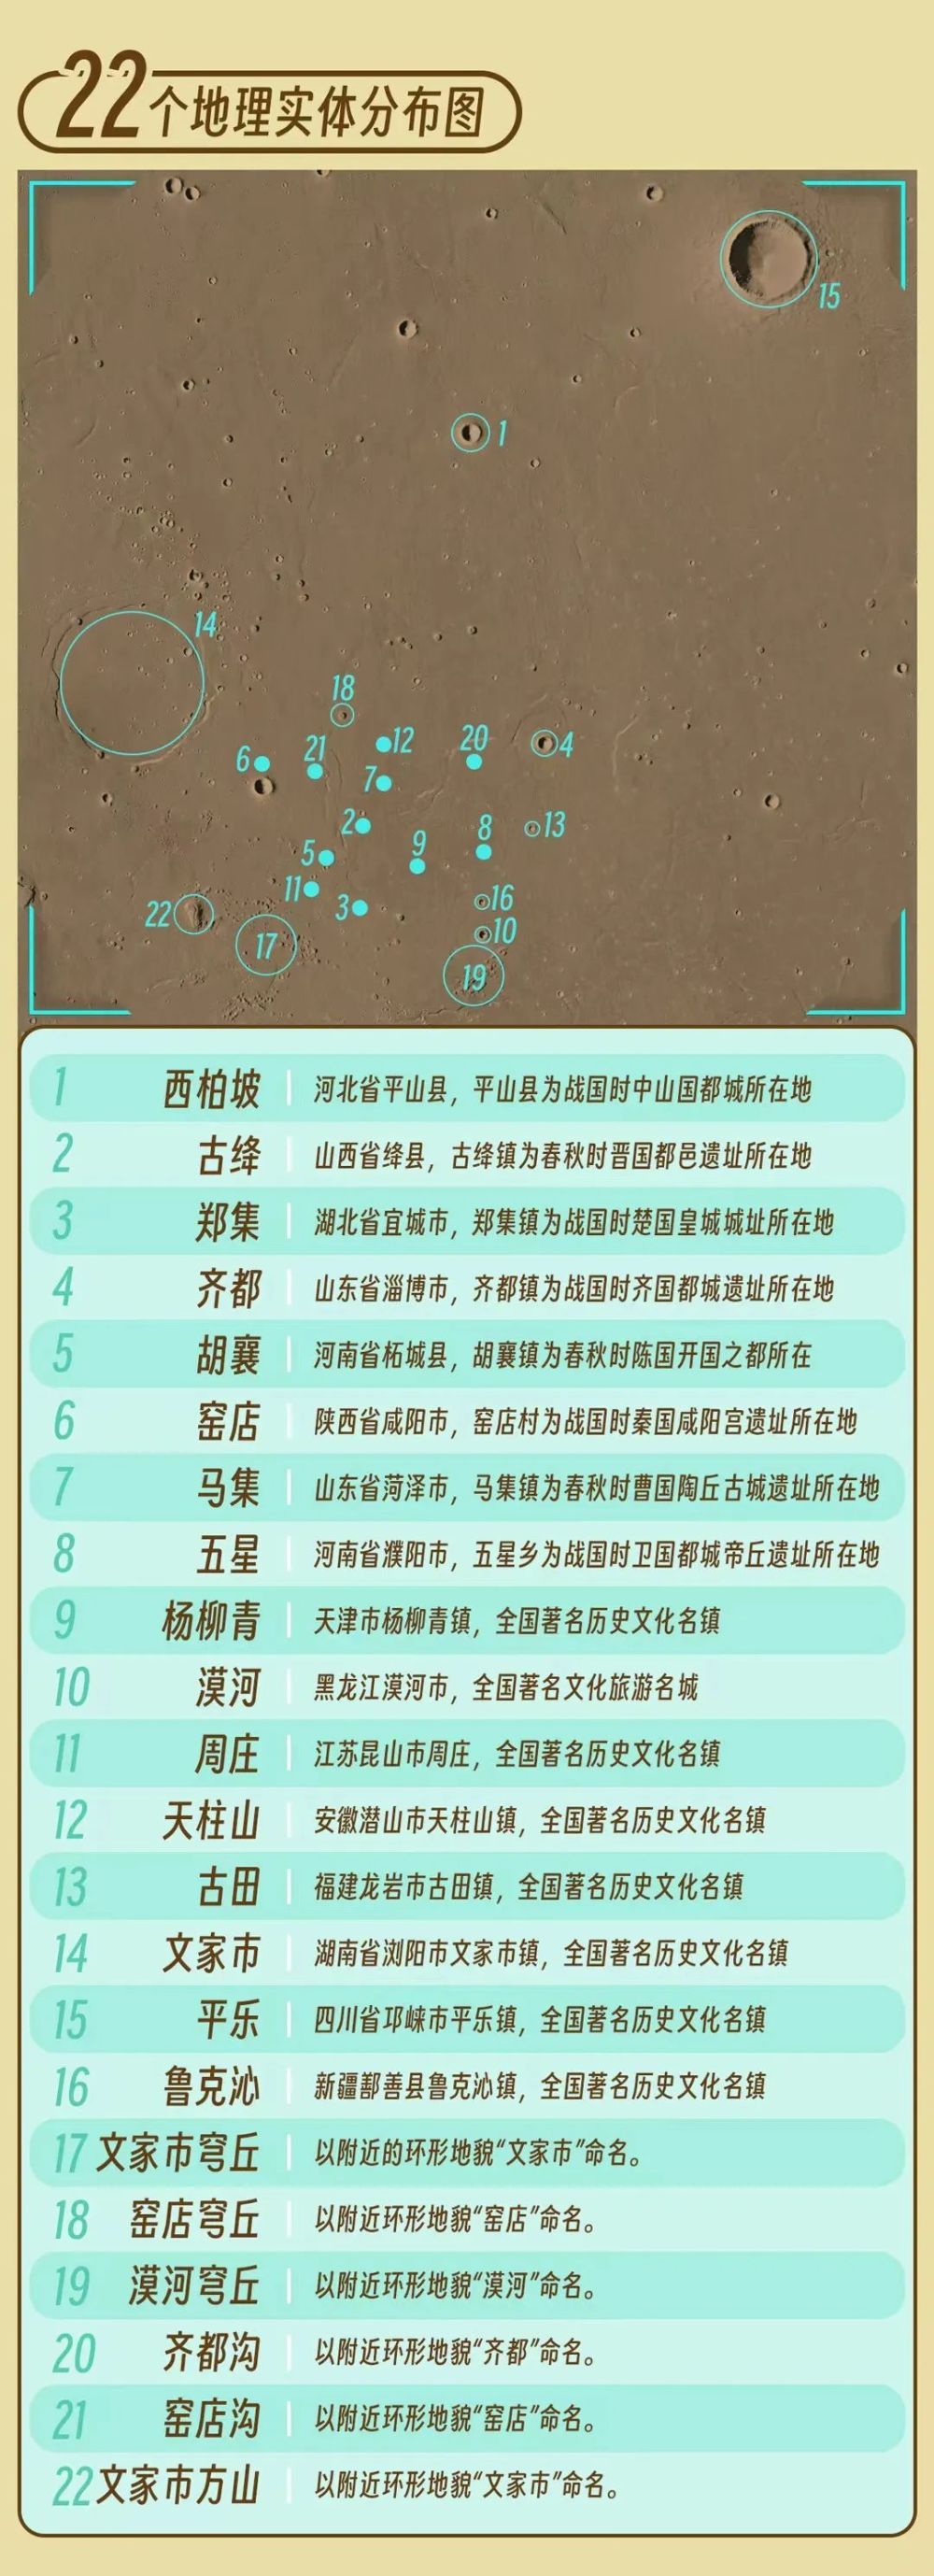 22个地理实体分布图
15
1
14
18
12
20
4
6
21
7
2
9
8
13
5
11
3
16
22
17
10
19
1 西柏坡 河北省平山县，平山县为战国时中山国都城所在地
2 古绛 山西省绛县，古绛镇为春秋时晋国都邑遗址所在地
3 郑集 湖北省宜城市，郑集镇为战国时楚国皇城城址所在地
4 齐都 山东省淄博市，齐都镇为战国时齐国都城遗址所在地
5 胡襄 河南省柘城县，胡襄镇为春秋时陈国开国之都所在
6 窑店 陕西省咸阳市，窑店村为战国时秦国咸阳宫遗址所在地
7 马集 山东省菏泽市，马集镇为春秋时曹国陶丘古城遗址所在地
8 五星 河南省濮阳市，五星乡为战国时卫国都城帝丘遗址所在地
9 杨柳青 天津市杨柳青镇，全国著名历史文化名镇
10 漠河 黑龙江漠河市，全国著名文化旅游名城
11 周庄 江苏昆山市周庄，全国著名历史文化名镇
12 天柱山 安徽潜山市天柱山镇，全国著名历史文化名镇
13 古田 福建龙岩市古田镇，全国著名历史文化名镇
14 文家市 湖南省浏阳市文家市镇，全国著名历史文化名镇
15 平乐 四川省邛崃市平乐镇，全国著名历史文化名镇
16 鲁克沁 新疆鄯善县鲁克沁镇，全国著名历史文化名镇
17 文家市穹丘 以附近的环形地貌“文家市”命名。
18 窑店穹丘 以附近环形地貌“窑店”命名。
19 漠河穹丘 以附近环形地貌“漠河”命名。
20 齐都沟 以附近环形地貌“齐都”命名。
21 窑店沟 以附近环形地貌“窑店”命名。
22 文家市方山 以附近环形地貌“文家市”命名。